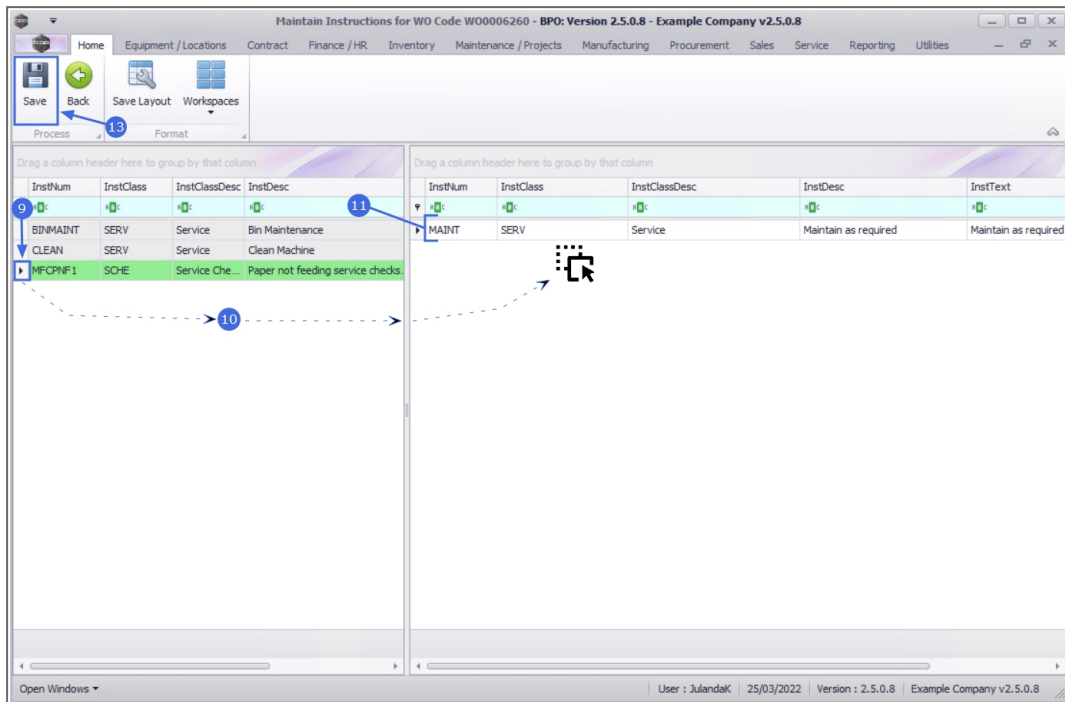 Maintain Instructions for WO Code WO0006260 - BPO: Version 2.5.0.8 - Example Company v2.5.0.8
Home Equipment / Locations Contract Finance / HR Inventory Maintenance / Projects Manufacturing Procurement Sales Service Reporting Utilities
Save Back Save Layout Workspaces
13
Process Format
Drag a column header here to group by that column
InstNum InstClass InstClassDesc InstDesc
9
BINMAINT SERV Service Bin Maintenance
CLEAN SERV Service Clean Machine
MFCPNF1 SCHE Service Che... Paper not feeding service checks.
10
Drag a column header here to group by that column
InstNum InstClass InstClassDesc InstDesc InstText
11
MAINT SERV Service Maintain as required Maintain as required
Open Windows User : JulandaK 25/03/2022 Version : 2.5.0.8 Example Company v2.5.0.8